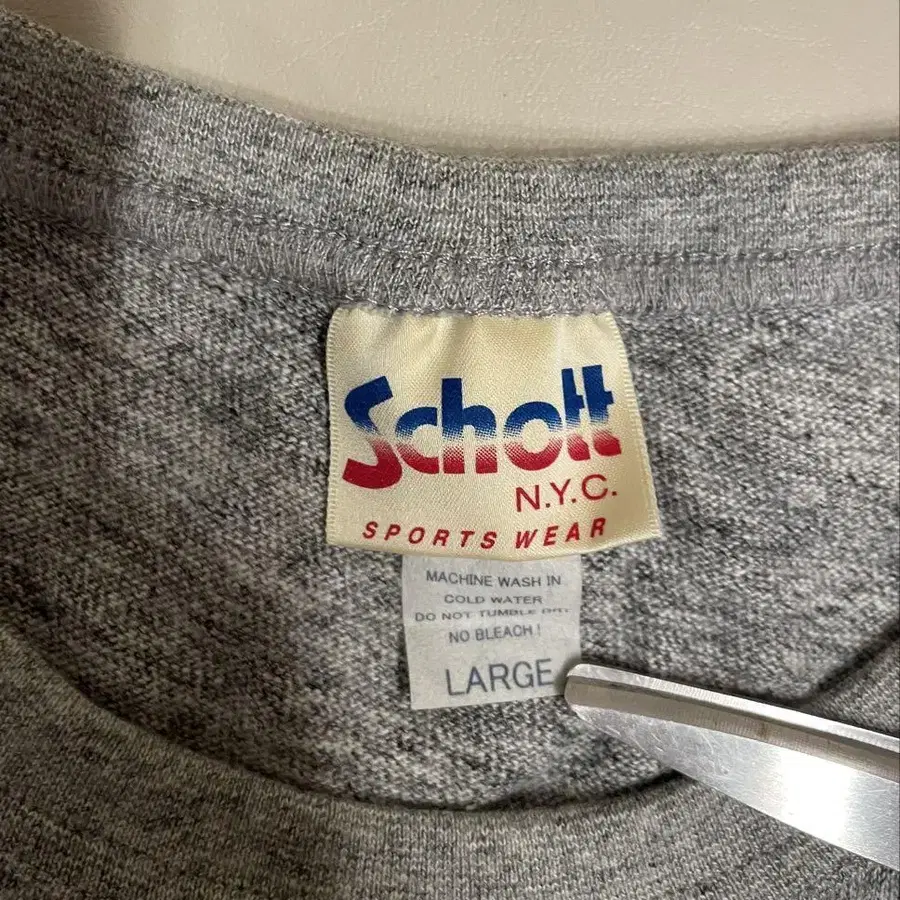 Schott
N.Y.C.
SPORTS WEAR
MACHINE WASH IN
COLD WATER
DO NOT TUMBLE DRY
NO BLEACH!
LARGE